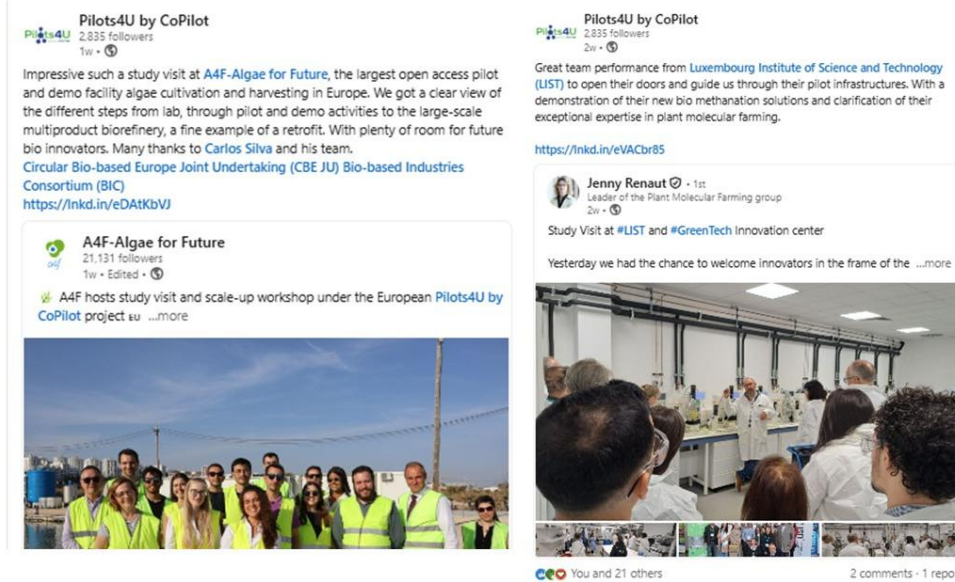 Pilots4U by CoPilot
Pilots4U
2,835 followers
1w •
Impressive such a study visit at A4F-Algae for Future, the largest open access pilot
and demo facility algae cultivation and harvesting in Europe. We got a clear view of
the different steps from lab, through pilot and demo activities to the large-scale
multiproduct biorefinery, a fine example of a retrofit. With plenty of room for future
bio innovators. Many thanks to Carlos Silva and his team.
Circular Bio-based Europe Joint Undertaking (CBE JU) Bio-based Industries
Consortium (BIC)
https://lnkd.in/eDAtKbVJ
A4F-Algae for Future
a4f
21,131 followers
1w • Edited •
A4F hosts study visit and scale-up workshop under the European Pilots4U by
CoPilot project EU ...more
Pilots4U by CoPilot
Pilots4U
2,835 followers
2w •
Great team performance from Luxembourg Institute of Science and Technology
(LIST) to open their doors and guide us through their pilot infrastructures. With a
demonstration of their new bio methanation solutions and clarification of their
exceptional expertise in plant molecular farming.
https://lnkd.in/eVACbr85
Jenny Renaut • 1st
Leader of the Plant Molecular Farming group
2w •
Study Visit at #LIST and #GreenTech Innovation center
Yesterday we had the chance to welcome innovators in the frame of the ...more
You and 21 others
2 comments · 1 repo